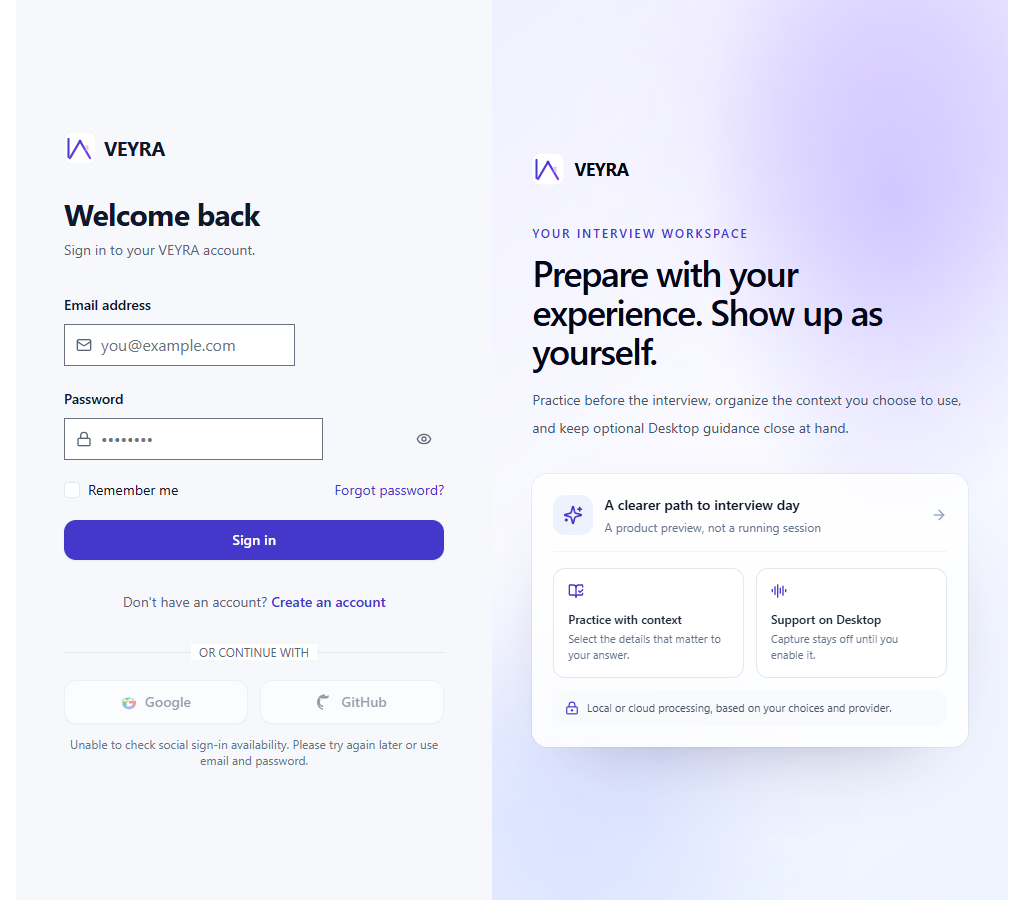 VEYRA
Welcome back
Sign in to your VEYRA account.
Email address
you@example.com
Password
••••••••
Remember me
Forgot password?
Sign in
Don't have an account? Create an account
OR CONTINUE WITH
Google
GitHub
Unable to check social sign-in availability. Please try again later or use
email and password.
VEYRA
YOUR INTERVIEW WORKSPACE
Prepare with your
experience. Show up as
yourself.
Practice before the interview, organize the context you choose to use,
and keep optional Desktop guidance close at hand.
A clearer path to interview day
A product preview, not a running session
Practice with context
Select the details that matter to
your answer.
Support on Desktop
Capture stays off until you
enable it.
Local or cloud processing, based on your choices and provider.